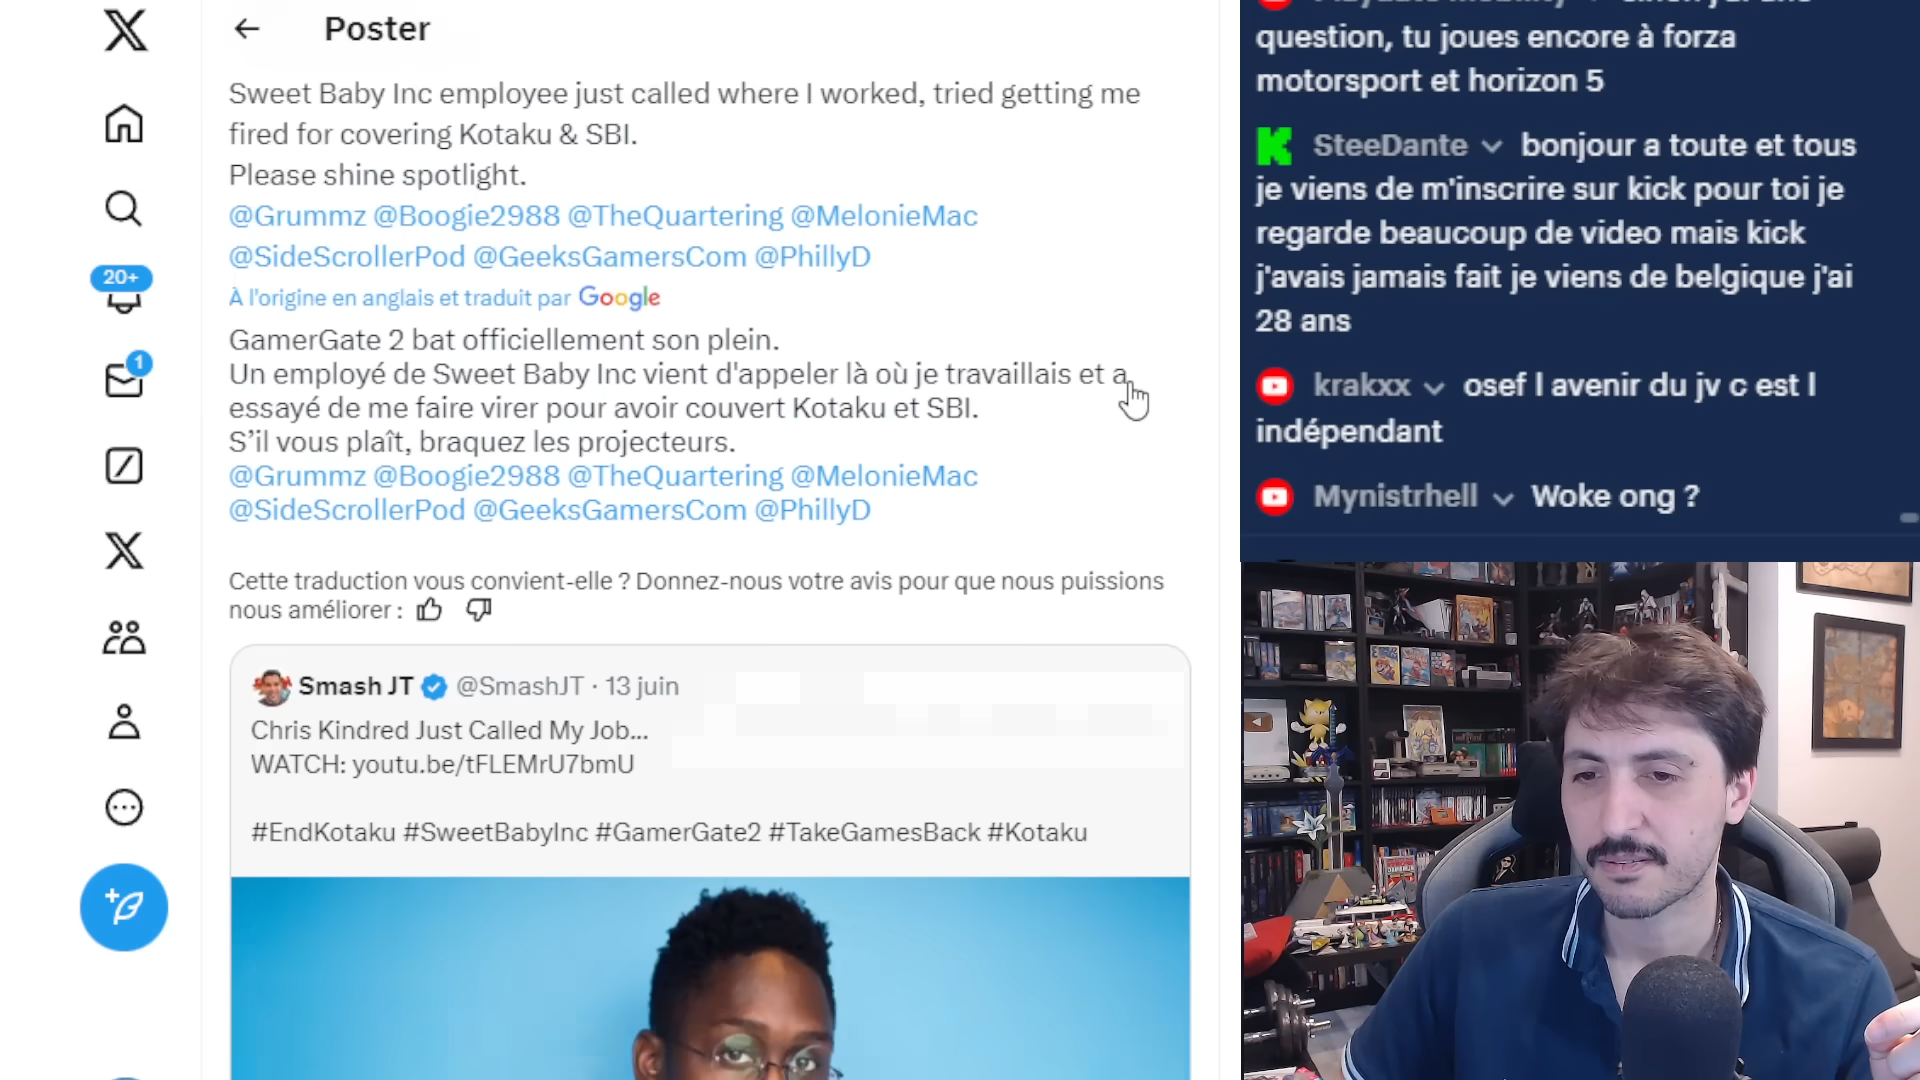 Poster
Sweet Baby Inc employee just called where I worked, tried getting me
fired for covering Kotaku & SBI.
Please shine spotlight.
@Grummz @Boogie2988 @TheQuartering @MelonieMac
@SideScrollerPod @GeeksGamersCom @PhillyD
À l'origine en anglais et traduit par Google
GamerGate 2 bat officiellement son plein.
Un employé de Sweet Baby Inc vient d'appeler là où je travaillais et a
essayé de me faire virer pour avoir couvert Kotaku et SBI.
S’il vous plaît, braquez les projecteurs.
@Grummz @Boogie2988 @TheQuartering @MelonieMac
@SideScrollerPod @GeeksGamersCom @PhillyD
Cette traduction vous convient-elle ? Donnez-nous votre avis pour que nous puissions
nous améliorer :
Smash JT @SmashJT · 13 juin
Chris Kindred Just Called My Job...
WATCH: youtu.be/tFLEMrU7bmU
#EndKotaku #SweetBabyInc #GamerGate2 #TakeGamesBack #Kotaku
20+
1
question, tu joues encore à forza
motorsport et horizon 5
SteeDante bonjour a toute et tous
je viens de m'inscrire sur kick pour toi je
regarde beaucoup de video mais kick
j'avais jamais fait je viens de belgique j'ai
28 ans
krakxx osef l avenir du jv c est l
indépendant
Mynistrhell Woke ong ?